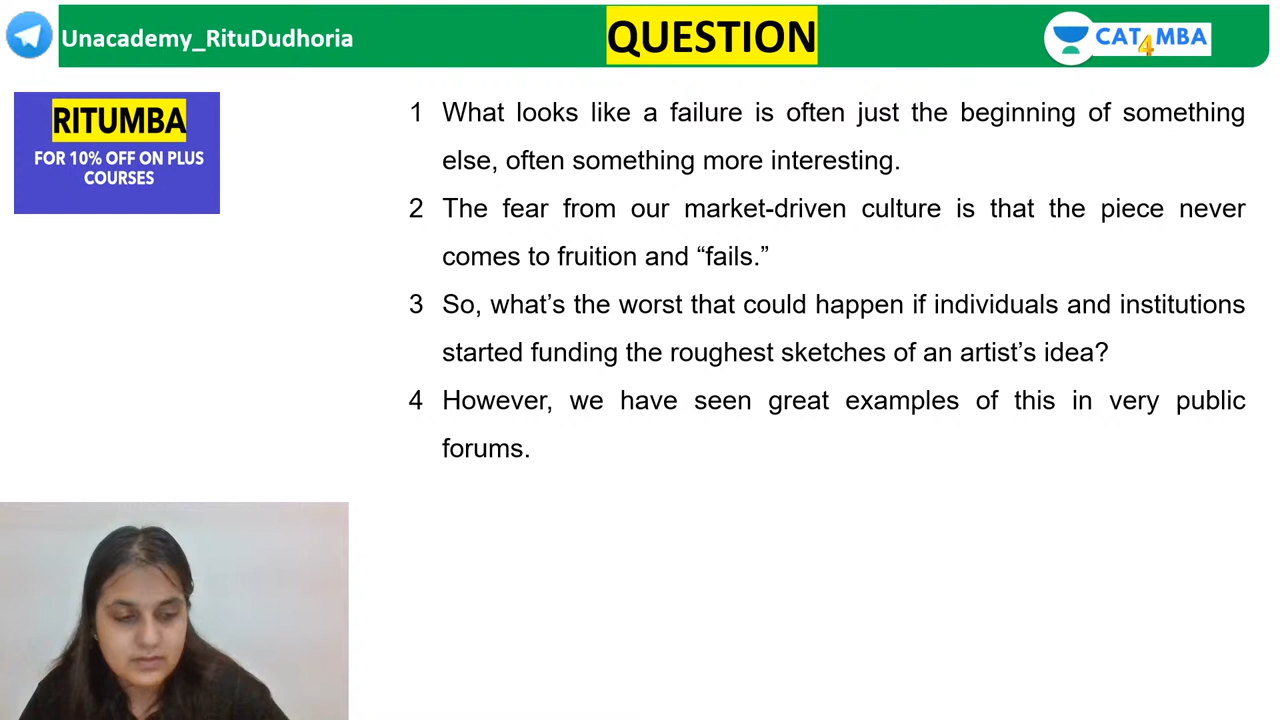 Unacademy_RituDudhoria
QUESTION
CAT4MBA
RITUMBA
FOR 10% OFF ON PLUS
COURSES
1 What looks like a failure is often just the beginning of something
else, often something more interesting.
2 The fear from our market-driven culture is that the piece never
comes to fruition and “fails.”
3 So, what’s the worst that could happen if individuals and institutions
started funding the roughest sketches of an artist’s idea?
4 However, we have seen great examples of this in very public
forums.